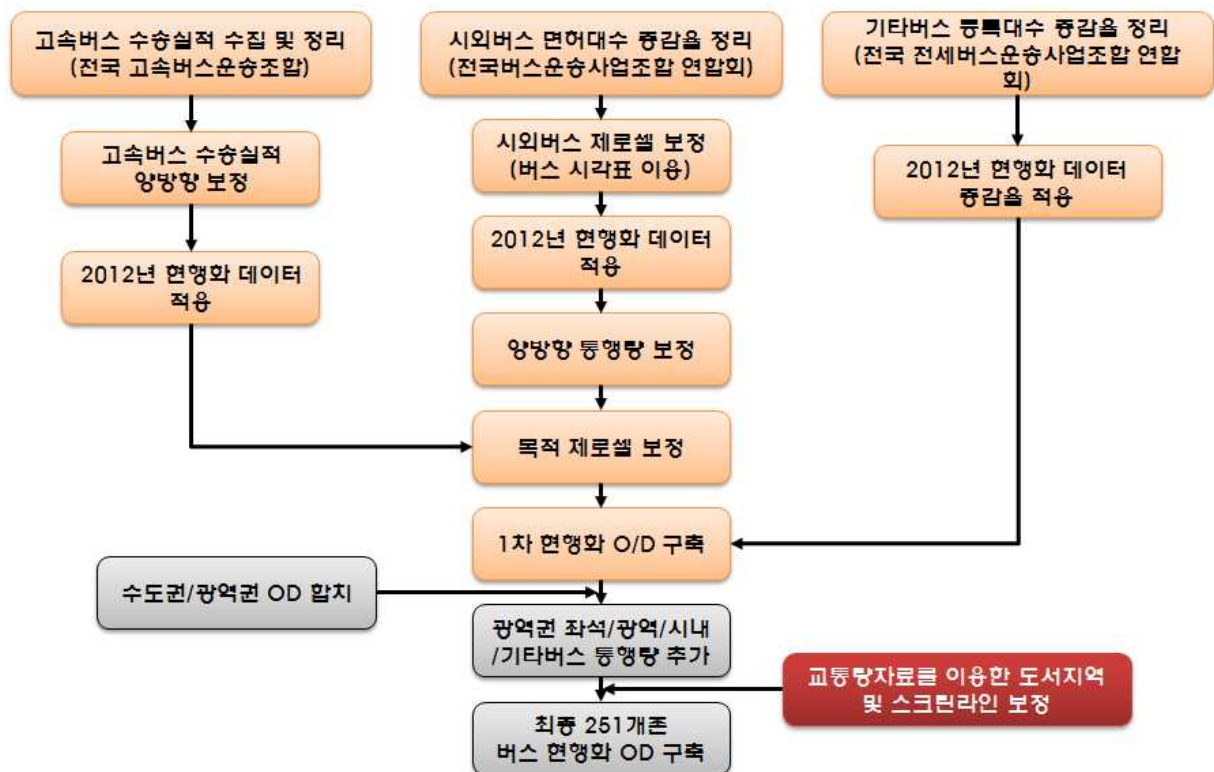 고속버스 수송실적 수집 및 정리
(전국 고속버스운송조합)
시외버스 면허대수 증감율 정리
(전국버스운송사업조합 연합회)
기타버스 등록대수 증감율 정리
(전국 전세버스운송사업조합 연합
회)
고속버스 수송실적
양방향 보정
시외버스 제로셀 보정
(버스 시각표 이용)
2012년 현행화 데이터
증감율 적용
2012년 현행화 데이터
적용
2012년 현행화 데이터
적용
양방향 통행량 보정
목적 제로셀 보정
1차 현행화 O/D 구축
수도권/광역권 OD 합치
광역권 좌석/광역/시내
/기타버스 통행량 추가
교통량자료를 이용한 도서지역
및 스크린라인 보정
최종 251개존
버스 현행화 OD 구축